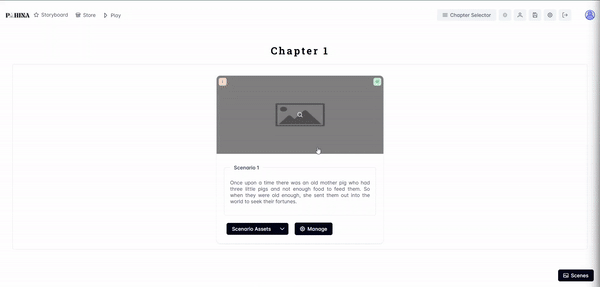 Storyboard Store Play Chapter Selector
Chapter 1
Scenario 1
Once upon a time there was an old mother pig who had
three little pigs and not enough food to feed them. So
when they were old enough, she sent them out into the
world to seek their fortunes.
Scenario Assets Manage
Scenes